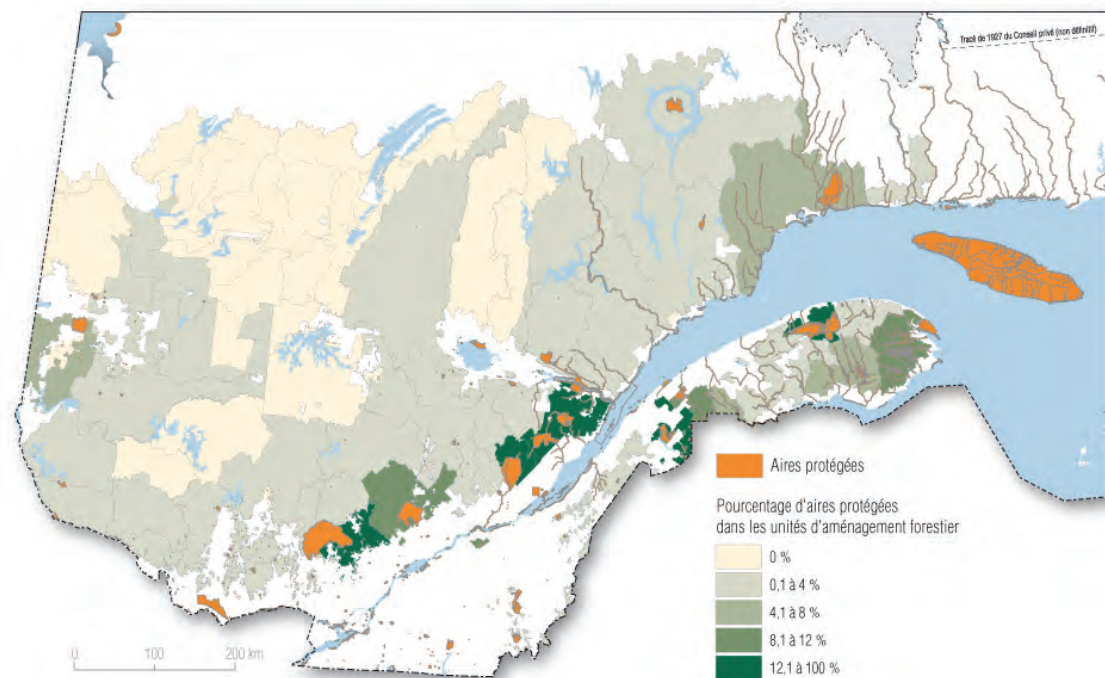 Tracé de 1927 du Conseil privé (non définitif)
Aires protégées
Pourcentage d'aires protégées
dans les unités d'aménagement forestier
0 %
0,1 à 4 %
4,1 à 8 %
8,1 à 12 %
12,1 à 100 %
0 100 200 km